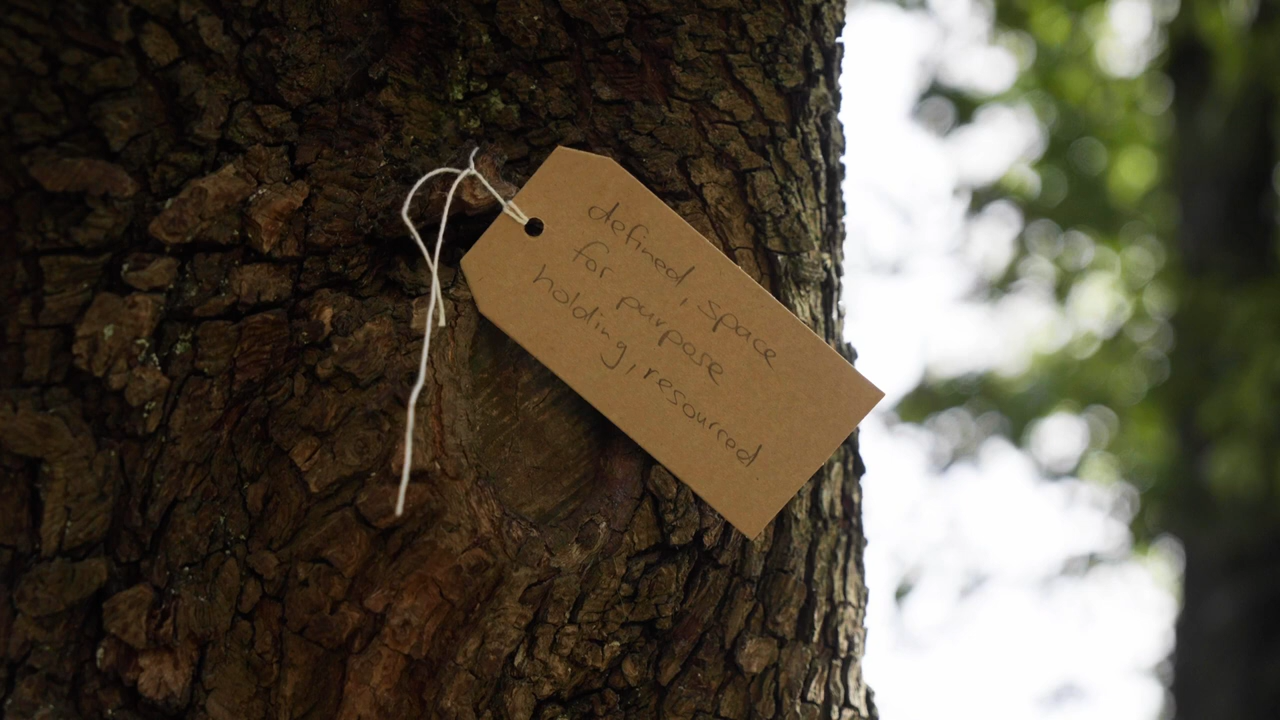 defined, space
for purpose
holding, resourced